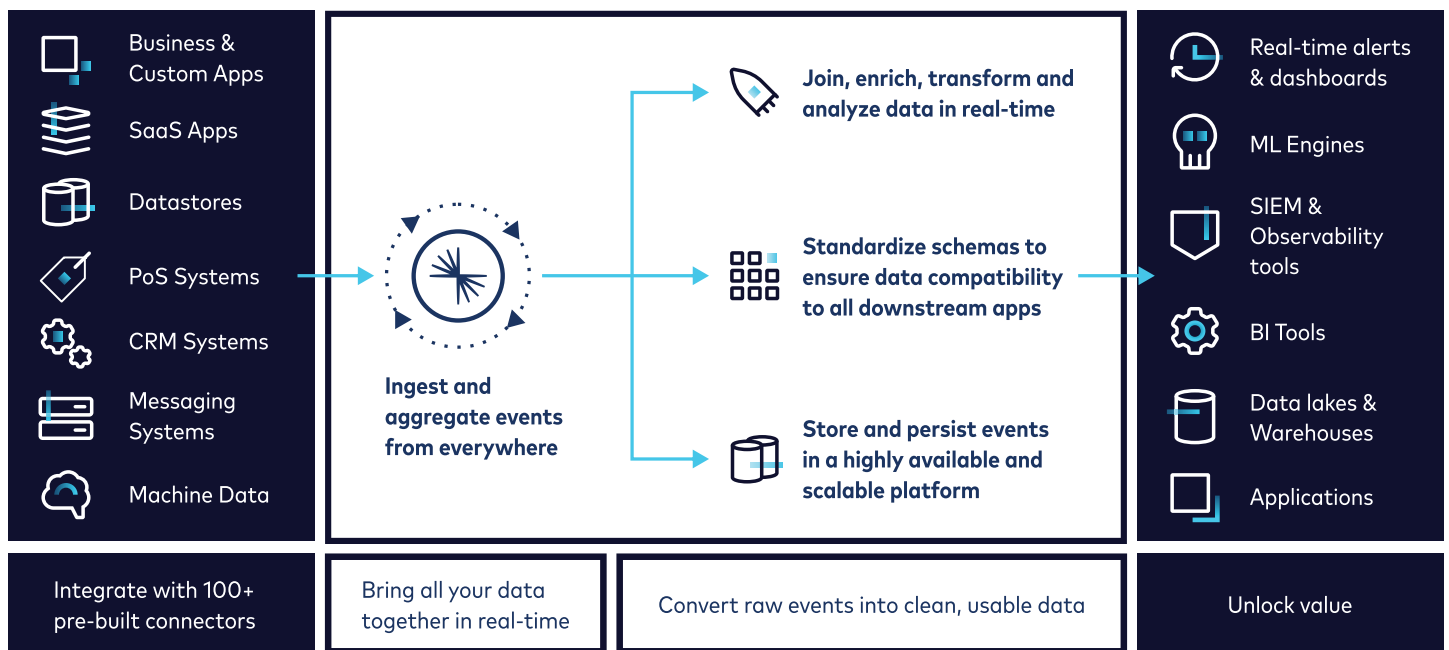 Business &
Custom Apps
SaaS Apps
Datastores
PoS Systems
CRM Systems
Messaging
Systems
Machine Data
Integrate with 100+
pre-built connectors
Ingest and
aggregate events
from everywhere
Bring all your data
together in real-time
Join, enrich, transform and
analyze data in real-time
Standardize schemas to
ensure data compatibility
to all downstream apps
Store and persist events
in a highly available and
scalable platform
Convert raw events into clean, usable data
Real-time alerts
& dashboards
ML Engines
SIEM &
Observability
tools
BI Tools
Data lakes &
Warehouses
Applications
Unlock value